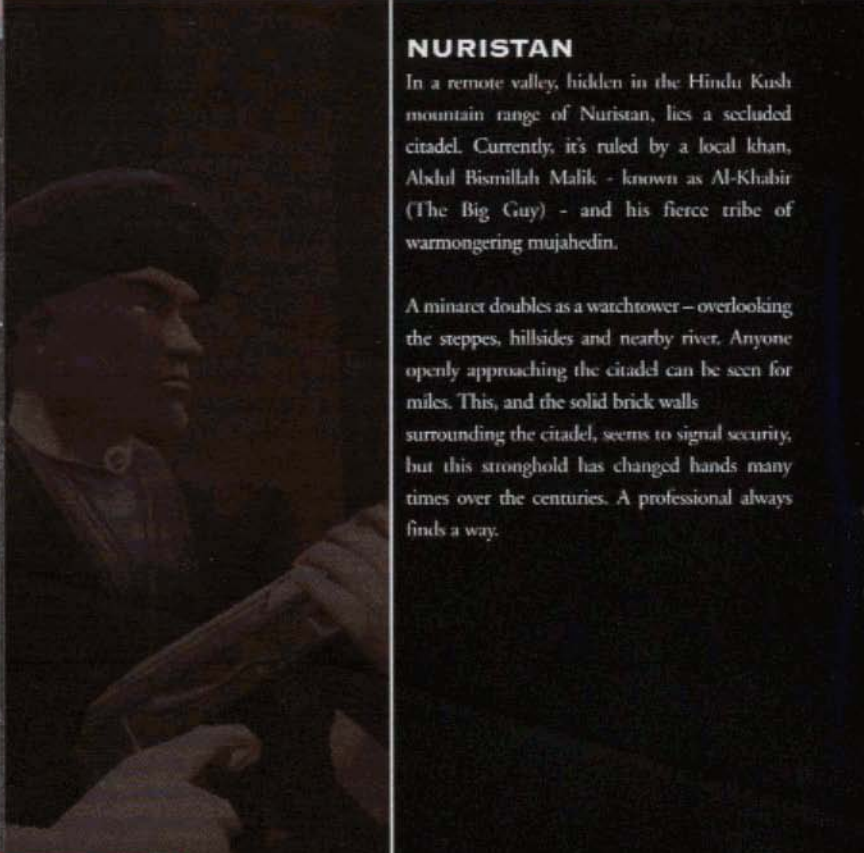 NURISTAN
In a remote valley, hidden in the Hindu Kush
mountain range of Nuristan, lies a secluded
citadel. Currently, it's ruled by a local khan,
Abdul Bismillah Malik - known as Al-Khabir
(The Big Guy) - and his fierce tribe of
warmongering mujahedin.
A minaret doubles as a watchtower – overlooking
the steppes, hillsides and nearby river. Anyone
openly approaching the citadel can be seen for
miles. This, and the solid brick walls
surrounding the citadel, seems to signal security,
but this stronghold has changed hands many
times over the centuries. A professional always
finds a way.